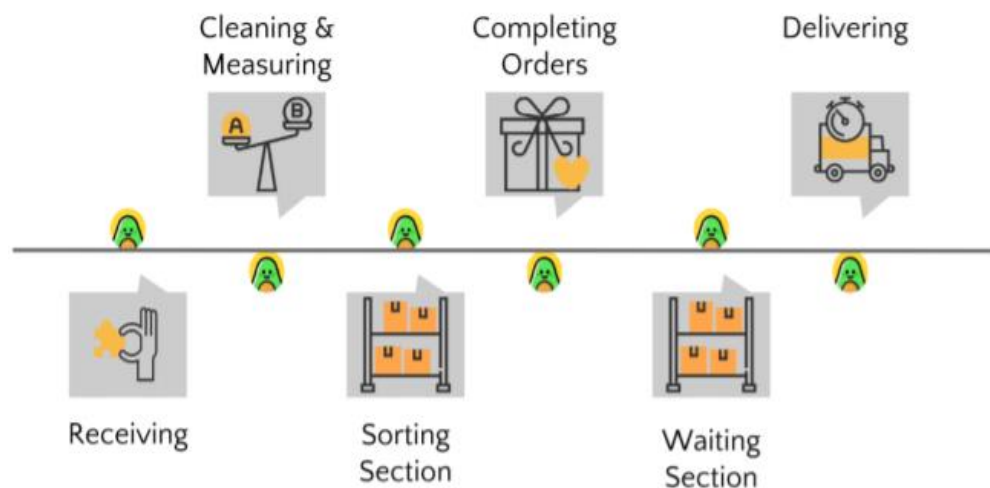 Cleaning &
Measuring
Completing
Orders
Delivering
A
B
Receiving
Sorting
Section
Waiting
Section